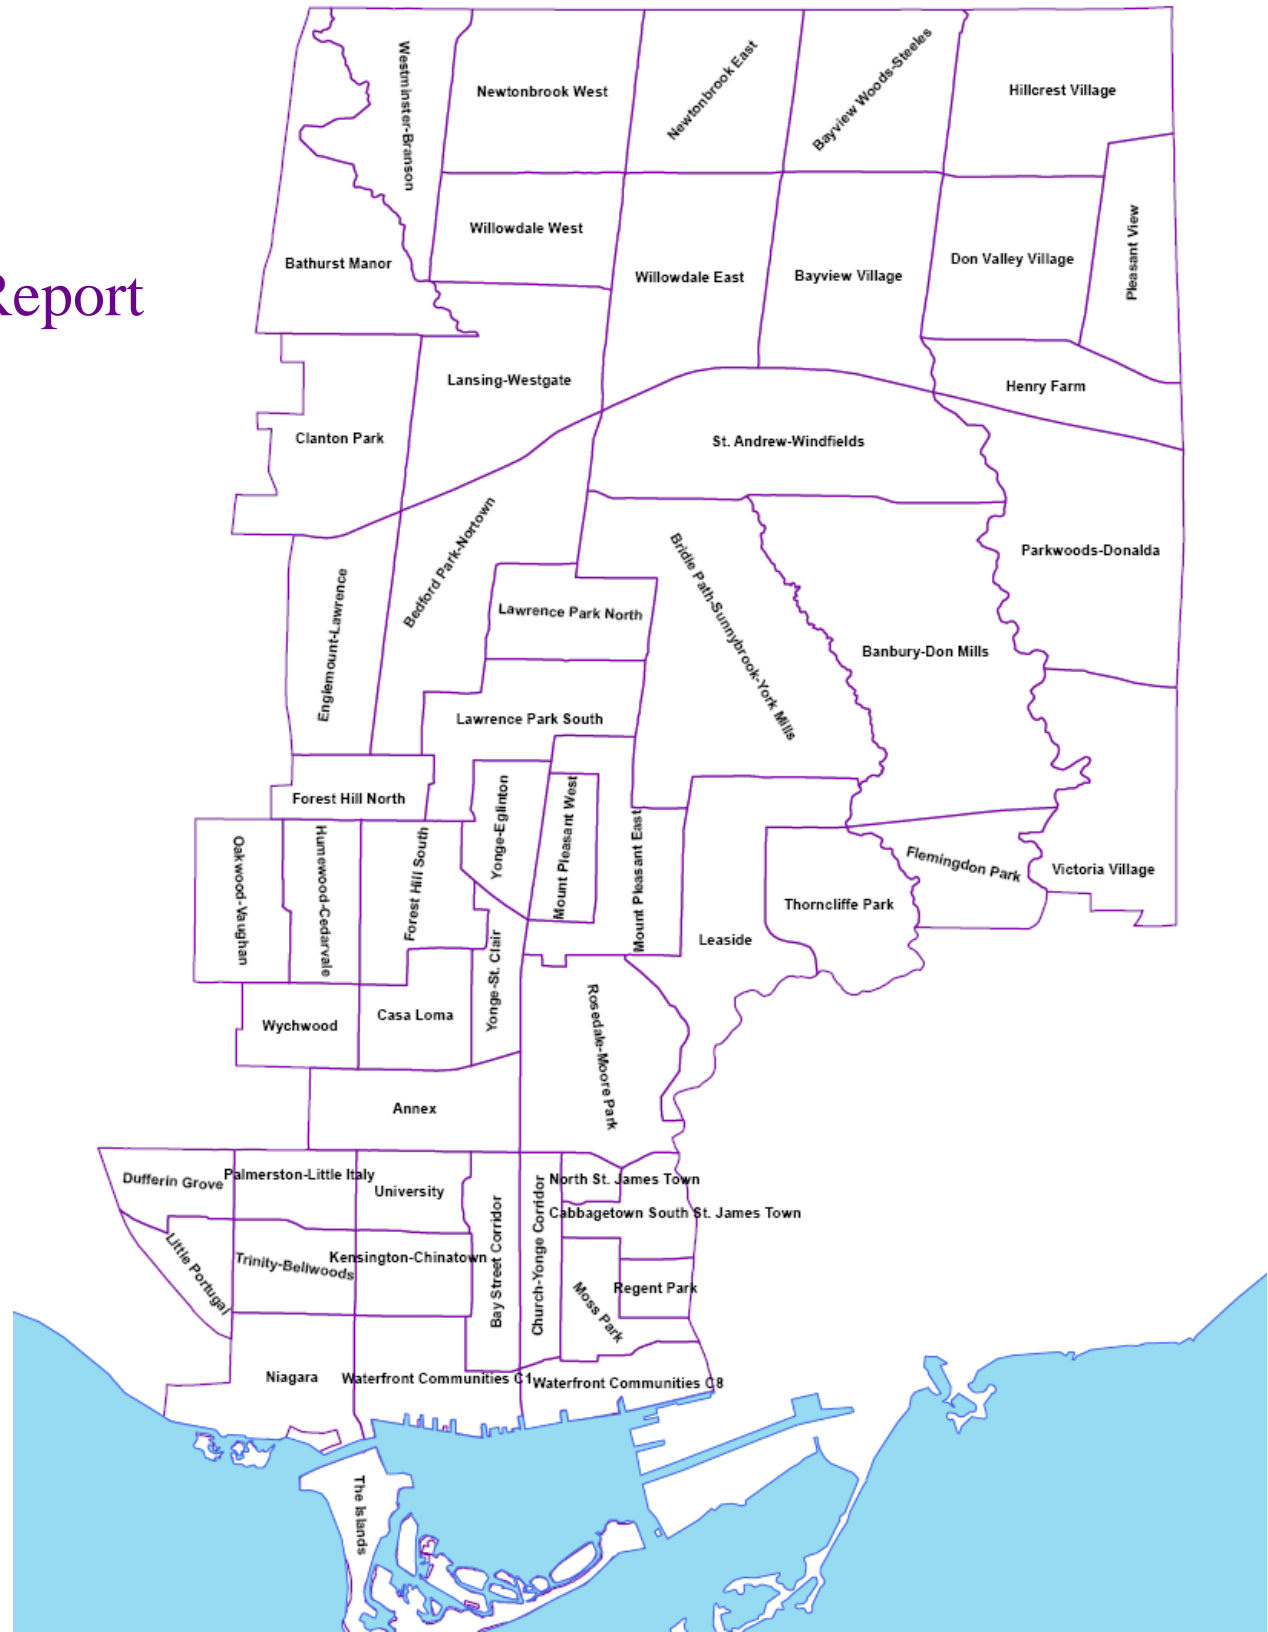 Westminster-Branson
Newtonbrook West
Newtonbrook East
Bayview Woods-Steeles
Hillcrest Village
Willowdale West
Bathurst Manor
Willowdale East
Bayview Village
Don Valley Village
Pleasant View
Report
Lansing-Westgate
Henry Farm
Clanton Park
St. Andrew-Windfields
Bedford Park-Nortown
Bridle Path-Sunnybrook-York Mills
Parkwoods-Donalda
Englemount-Lawrence
Lawrence Park North
Banbury-Don Mills
Lawrence Park South
Forest Hill North
Yonge-Eglinton
Mount Pleasant West
Mount Pleasant East
Oakwood-Vaughan
Humewood-Cedarvale
Forest Hill South
Flemingdon Park
Victoria Village
Thorncliffe Park
Leaside
Yonge-St. Clair
Casa Loma
Wychwood
Rosedale-Moore Park
Annex
Dufferin Grove
Palmerston-Little Italy
University
North St. James Town
Cabbagetown South St. James Town
Bay Street Corridor
Church-Yonge Corridor
Little Portugal
Trinity-Bellwoods
Kensington-Chinatown
Regent Park
Moss Park
Niagara
Waterfront Communities C1
Waterfront Communities C8
The Islands